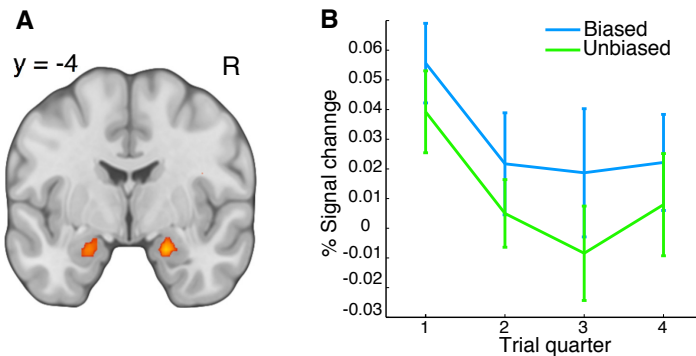 A
y = -4
R
B
Biased
Unbiased
% Signal channge
0.06
0.05
0.04
0.03
0.02
0.01
0
-0.01
-0.02
-0.03
1 2 3 4
Trial quarter